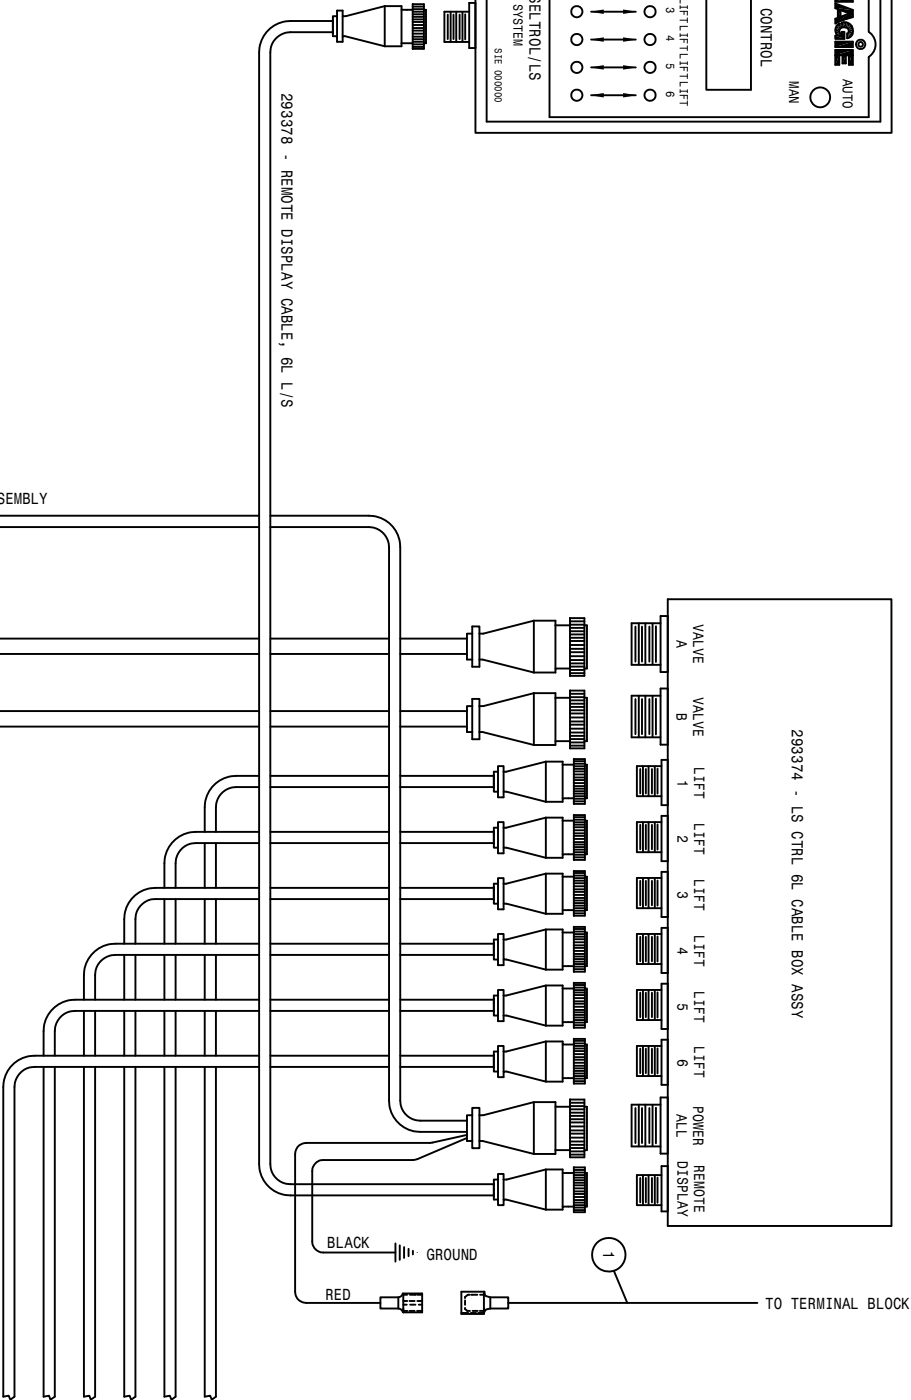 HAGIE
AUTO
MAN
CONTROL
LIFT 3
LIFT 4
LIFT 5
LIFT 6
SELTROL/LS
SYSTEM
SIE 000000
293378 - REMOTE DISPLAY CABLE, 6L L/S
SEMBLY
293374 - LS CTRL 6L CABLE BOX ASSY
VALVE
A
VALVE
B
LIFT
1
LIFT
2
LIFT
3
LIFT
4
LIFT
5
LIFT
6
POWER
ALL
REMOTE
DISPLAY
BLACK
GROUND
RED
1
TO TERMINAL BLOCK